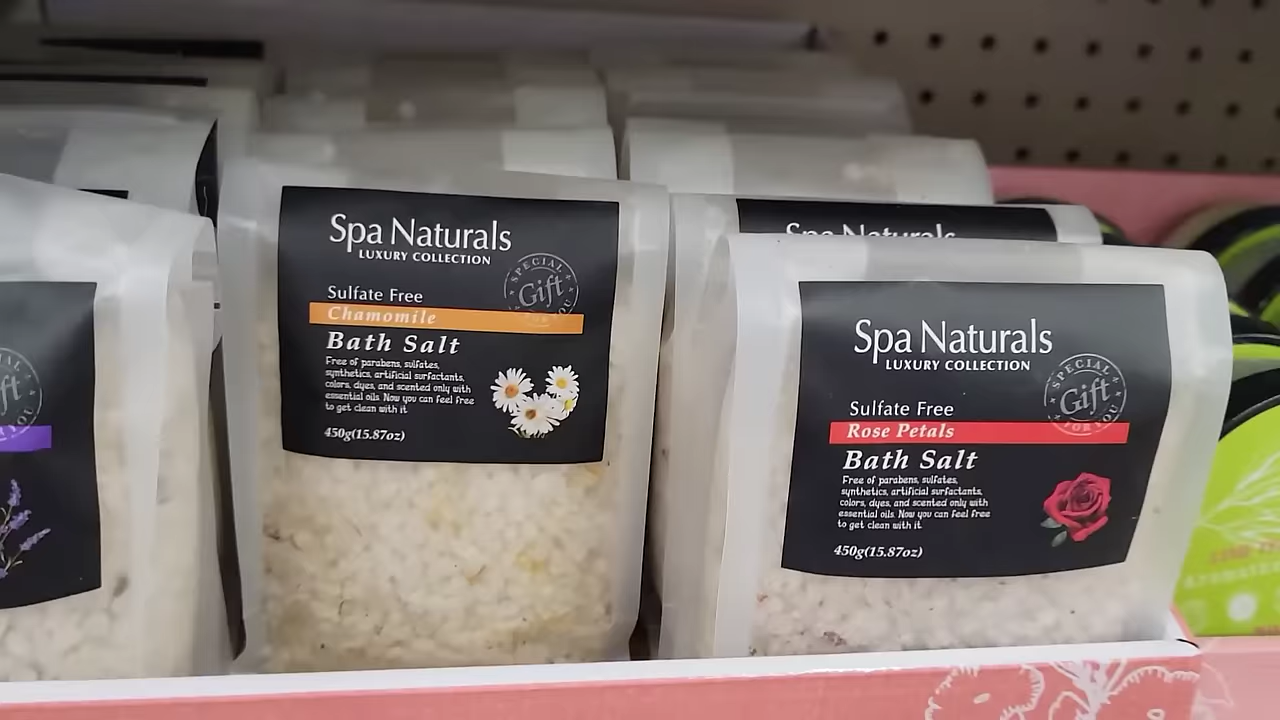 Spa Naturals
LUXURY COLLECTION
SPECIAL
Gift
FOR YOU
Sulfate Free
Chamomile
Bath Salt
Free of parabens, sulfates,
synthetics, artificial surfactants,
colors, dyes, and scented only with
essential oils. Now you can feel free
to get clean with it
450g(15.87oz)
Spa Naturals
Spa Naturals
LUXURY COLLECTION
SPECIAL
Gift
FOR YOU
Sulfate Free
Rose Petals
Bath Salt
Free of parabens, sulfates,
synthetics, artificial surfactants,
colors, dyes, and scented only with
essential oils. Now you can feel free
to get clean with it
450g(15.87oz)